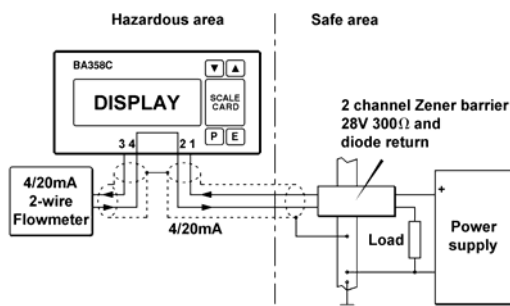 Hazardous area
Safe area
BA358C
DISPLAY
SCALE
CARD
P E
3 4
2 1
2 channel Zener barrier
28V 300Ω and
diode return
4/20mA
2-wire
Flowmeter
4/20mA
+
Load
Power
supply
-